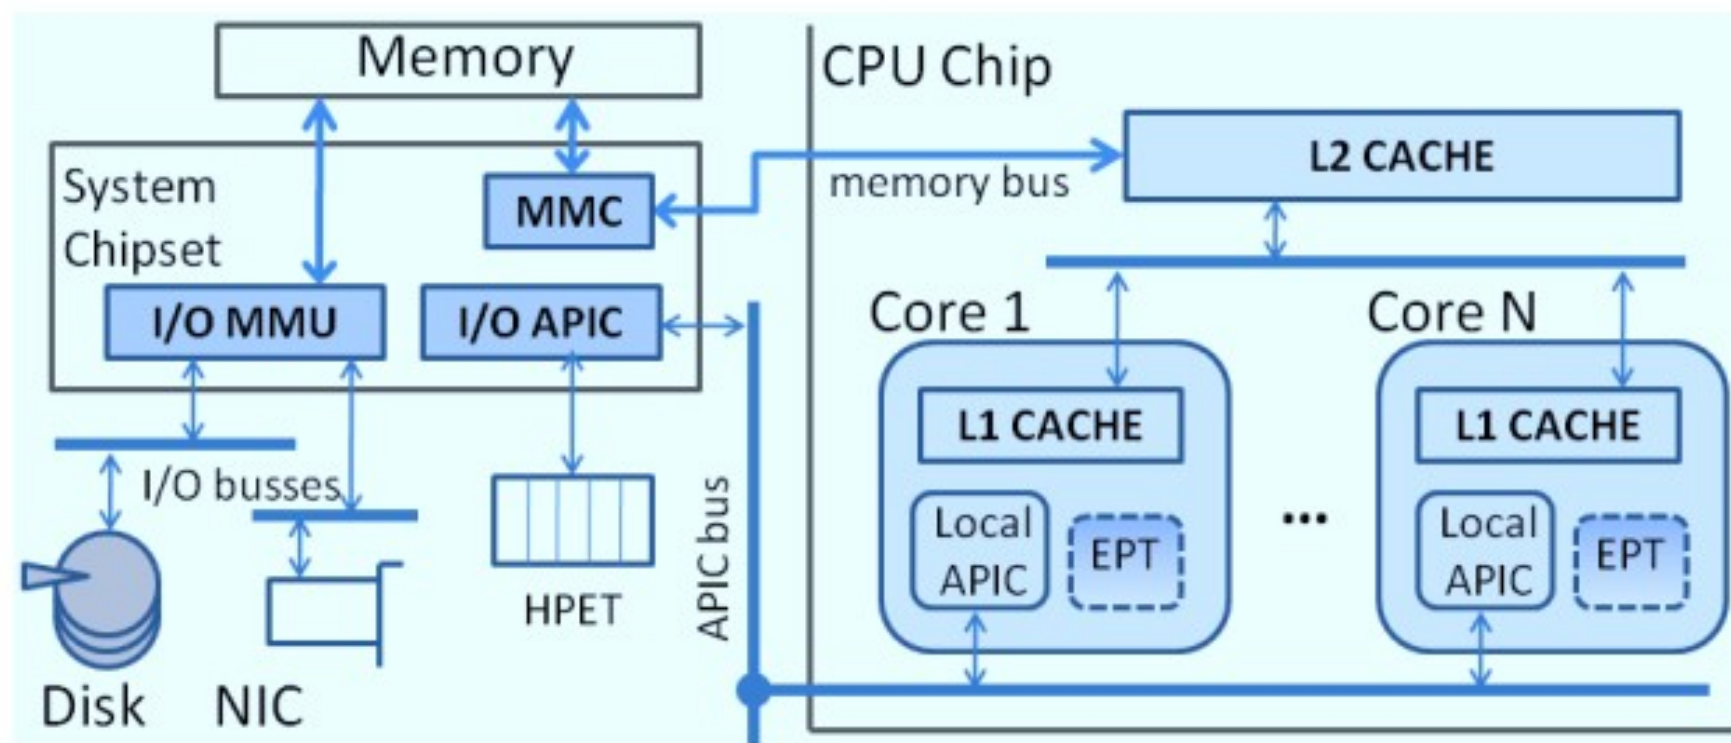 Memory
System
Chipset
MMC
I/O MMU
I/O APIC
I/O busses
Disk
NIC
HPET
APIC bus
CPU Chip
memory bus
L2 CACHE
Core 1
L1 CACHE
Local
APIC
EPT
...
Core N
L1 CACHE
Local
APIC
EPT